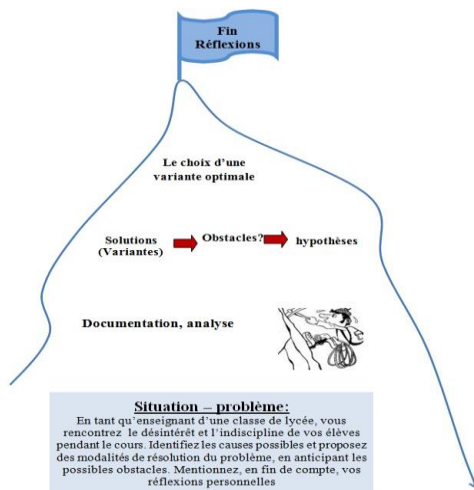 Fin
Réflexions
Le choix d'une
variante optimale
Solutions
(Variantes)
Obstacles?
hypothèses
Documentation, analyse
Situation – problème:
En tant qu'enseignant d'une classe de lycée, vous
rencontrez le désintérêt et l'indiscipline de vos élèves
pendant le cours. Identifiez les causes possibles et proposez
des modalités de résolution du problème, en anticipant les
possibles obstacles. Mentionnez, en fin de compte, vos
réflexions personnelles